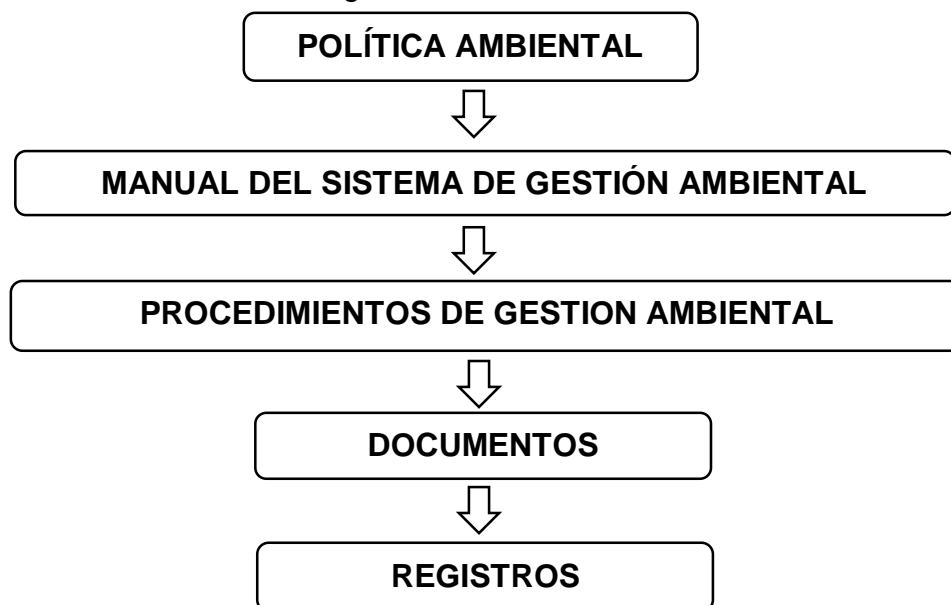 POLÍTICA AMBIENTAL
MANUAL DEL SISTEMA DE GESTIÓN AMBIENTAL
PROCEDIMIENTOS DE GESTION AMBIENTAL
DOCUMENTOS
REGISTROS